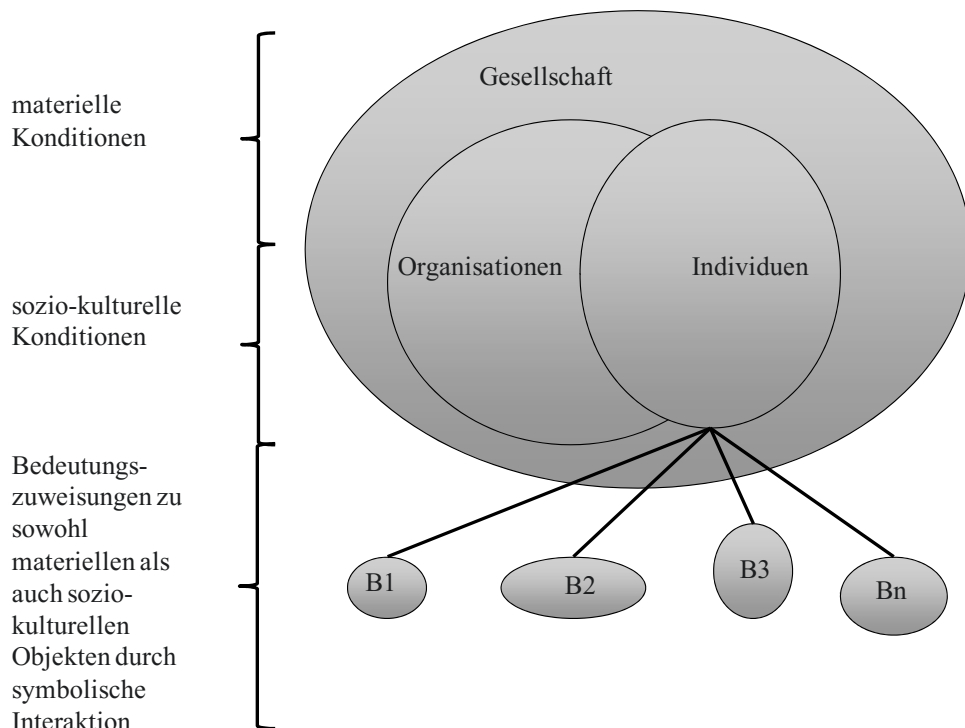 Gesellschaft
materielle
Konditionen
Organisationen
Individuen
sozio-kulturelle
Konditionen
Bedeutungs-
zuweisungen zu
sowohl
materiellen als
auch sozio-
kulturellen
Objekten durch
symbolische
Interaktion
B1
B2
B3
Bn